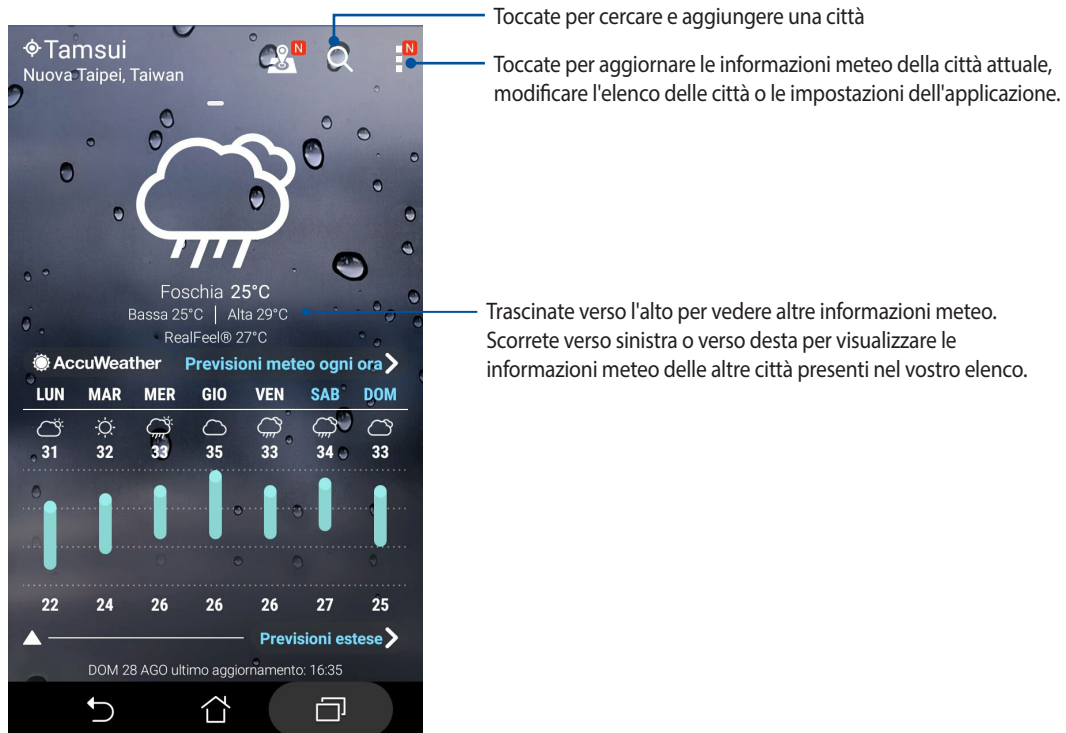 Toccate per cercare e aggiungere una città
Tamsui
Nuova Taipei, Taiwan
N
N
Toccate per aggiornare le informazioni meteo della città attuale,
modificare l'elenco delle città o le impostazioni dell'applicazione.
Foschia 25°C
Bassa 25°C | Alta 29°C
RealFeel® 27°C
Trascinate verso l'alto per vedere altre informazioni meteo.
Scorrete verso sinistra o verso desta per visualizzare le
informazioni meteo delle altre città presenti nel vostro elenco.
AccuWeather Previsioni meteo ogni ora
LUN MAR MER GIO VEN SAB DOM
31 32 33 35 33 34 33
22 24 26 26 26 27 25
Previsioni estese
DOM 28 AGO ultimo aggiornamento: 16:35